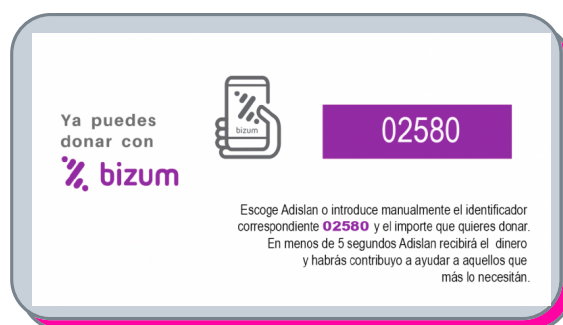 Ya puedes
donar con
bizum
bizum
02580
Escoge Adislan o introduce manualmente el identificador
correspondiente 02580 y el importe que quieres donar.
En menos de 5 segundos Adislan recibirá el dinero
y habrás contribuyo a ayudar a aquellos que
más lo necesitán.